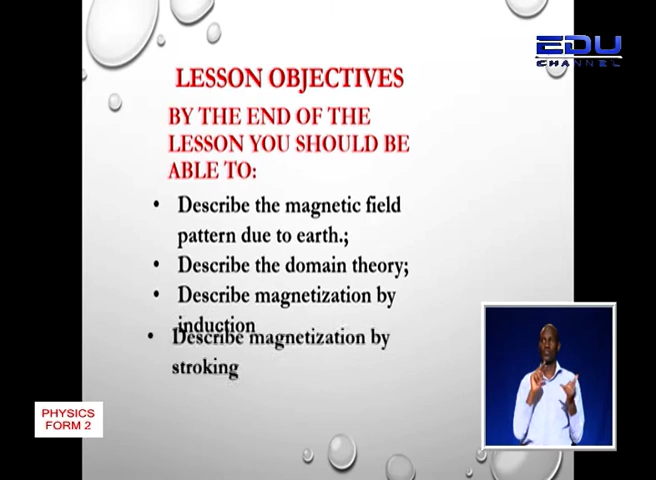 EDU
CHANNEL
LESSON OBJECTIVES
BY THE END OF THE
LESSON YOU SHOULD BE
ABLE TO:
• Describe the magnetic field
pattern due to earth.;
• Describe the domain theory;
• Describe magnetization by
induction
• Describe magnetization by
stroking
PHYSICS
FORM 2